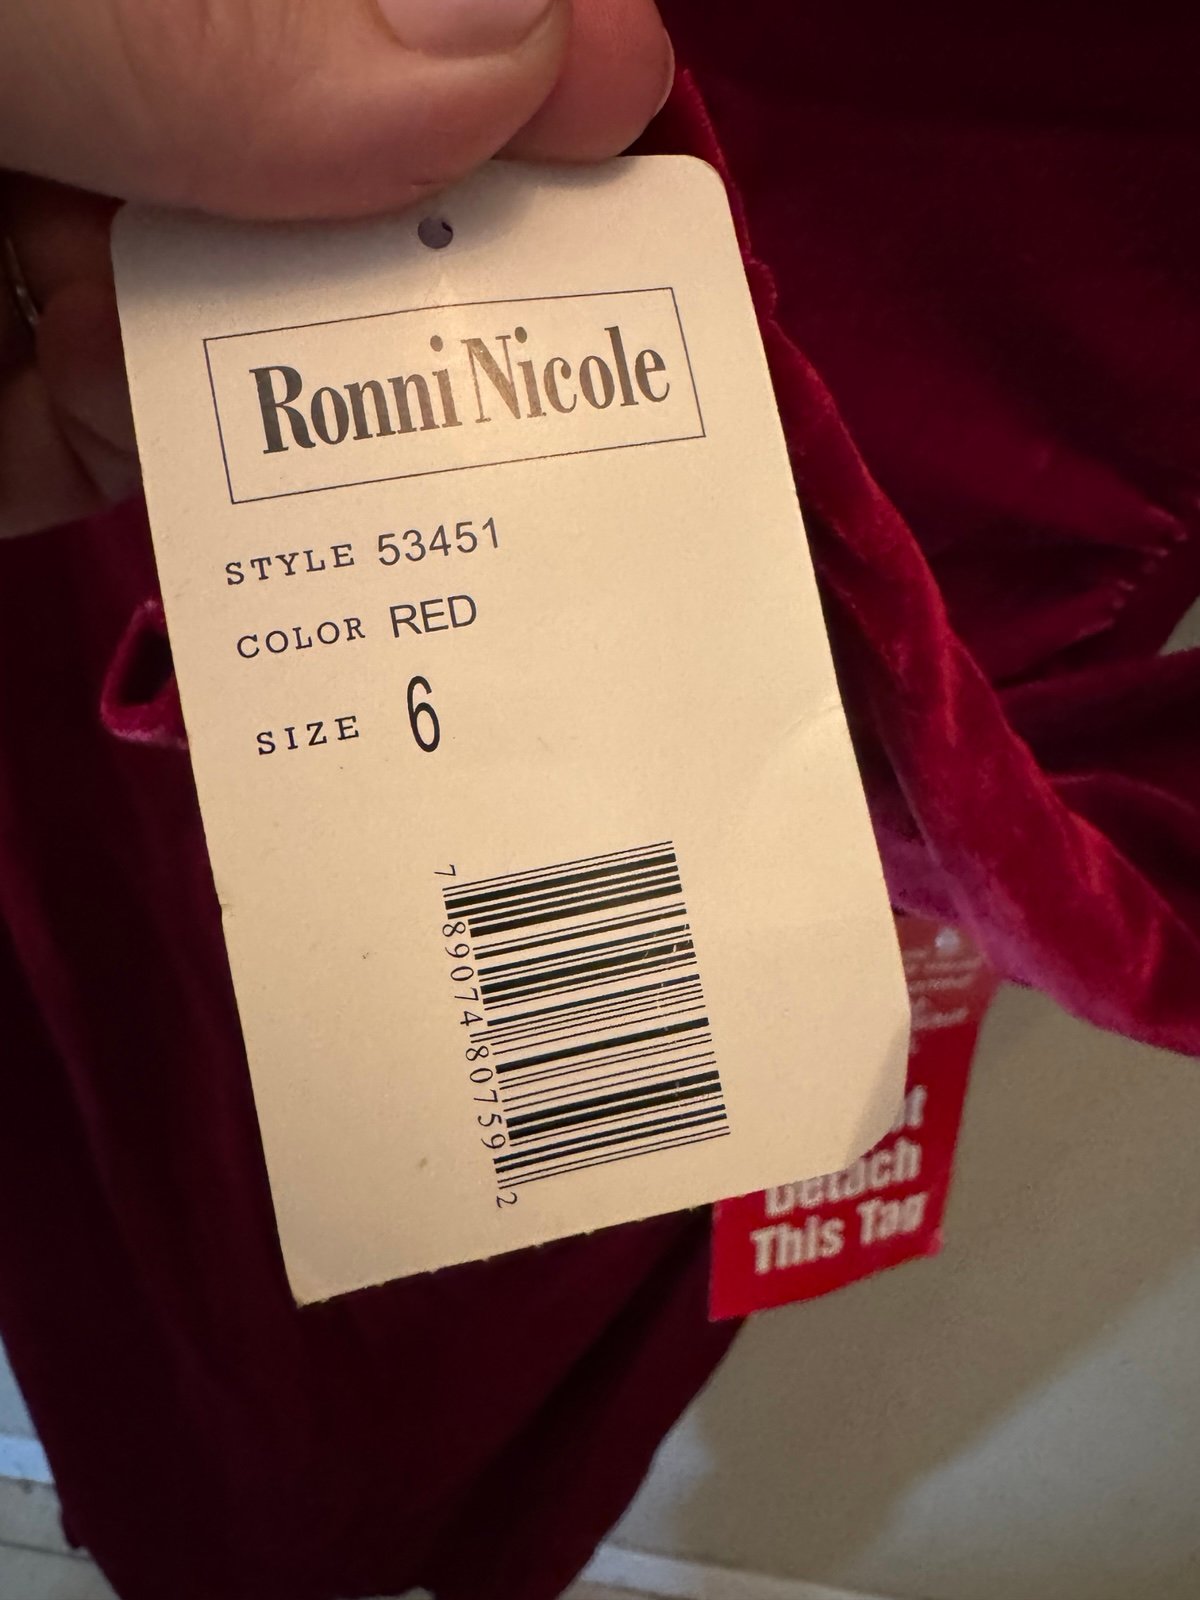 Ronni Nicole
STYLE 53451
COLOR RED
SIZE 6
7 89074 80759 2
Detach
This Tag